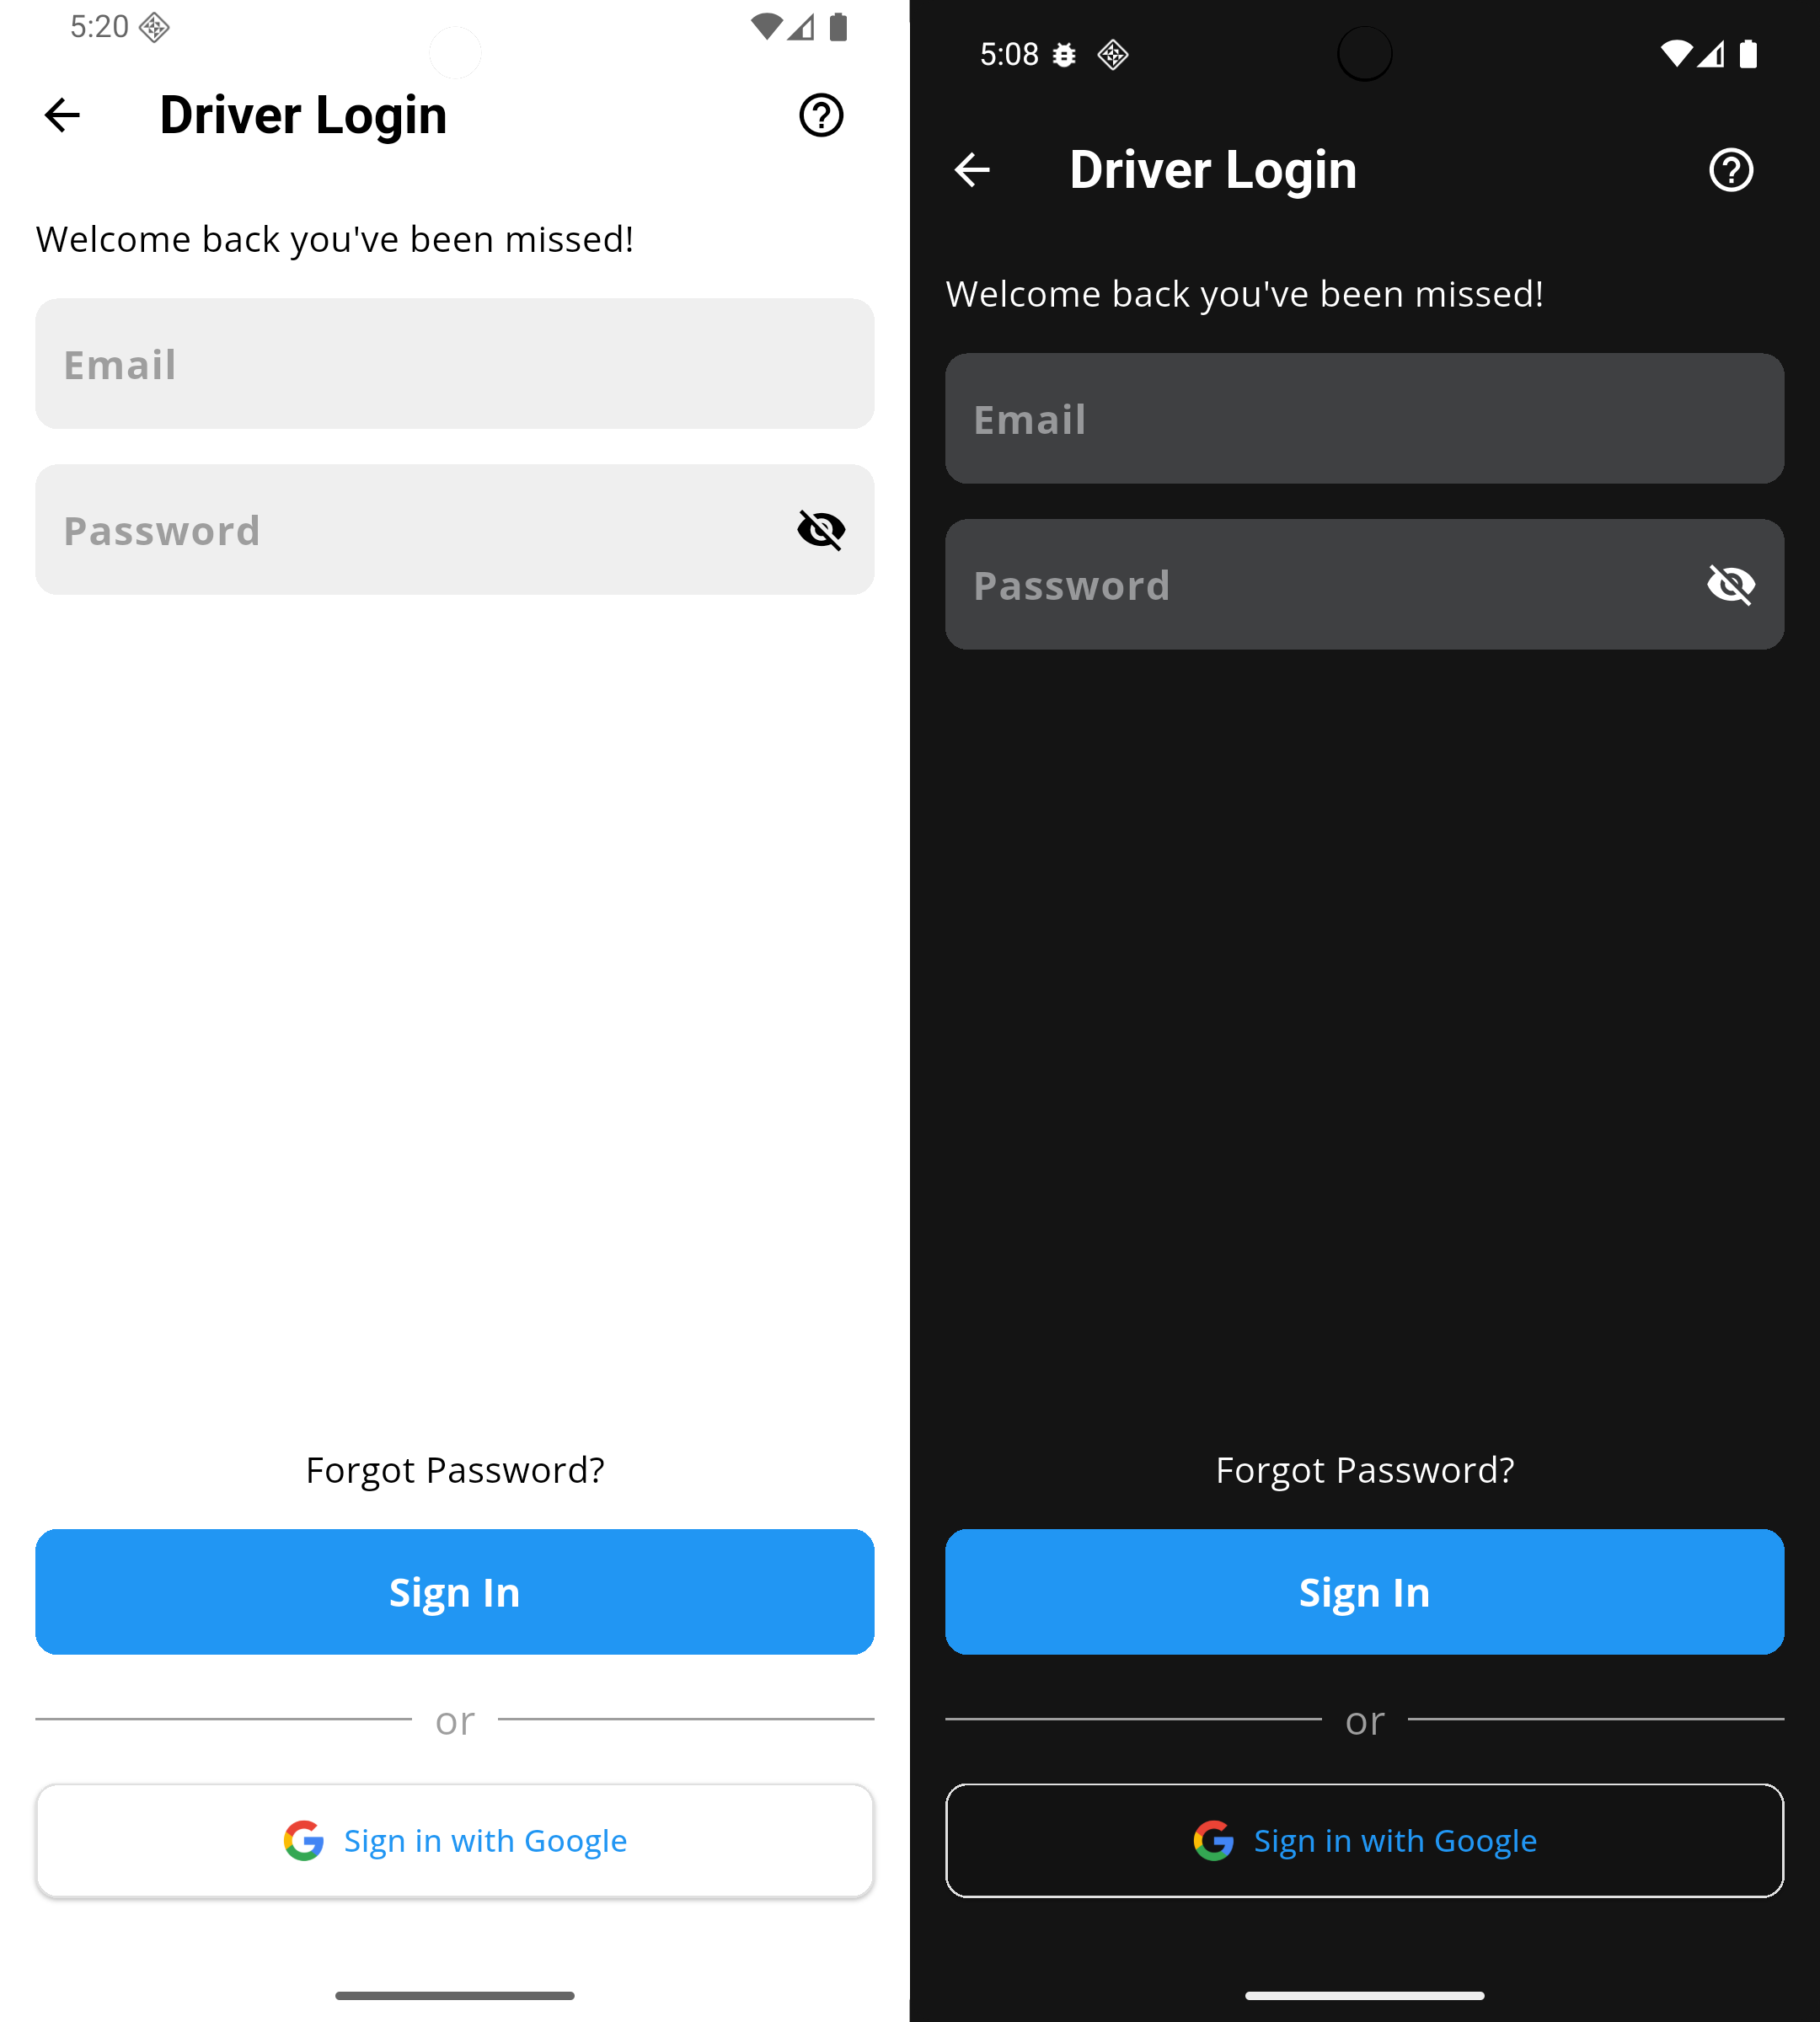 5:20
Driver Login
Welcome back you've been missed!
Email
Password
Forgot Password?
Sign In
or
Sign in with Google
5:08
Driver Login
Welcome back you've been missed!
Email
Password
Forgot Password?
Sign In
or
Sign in with Google